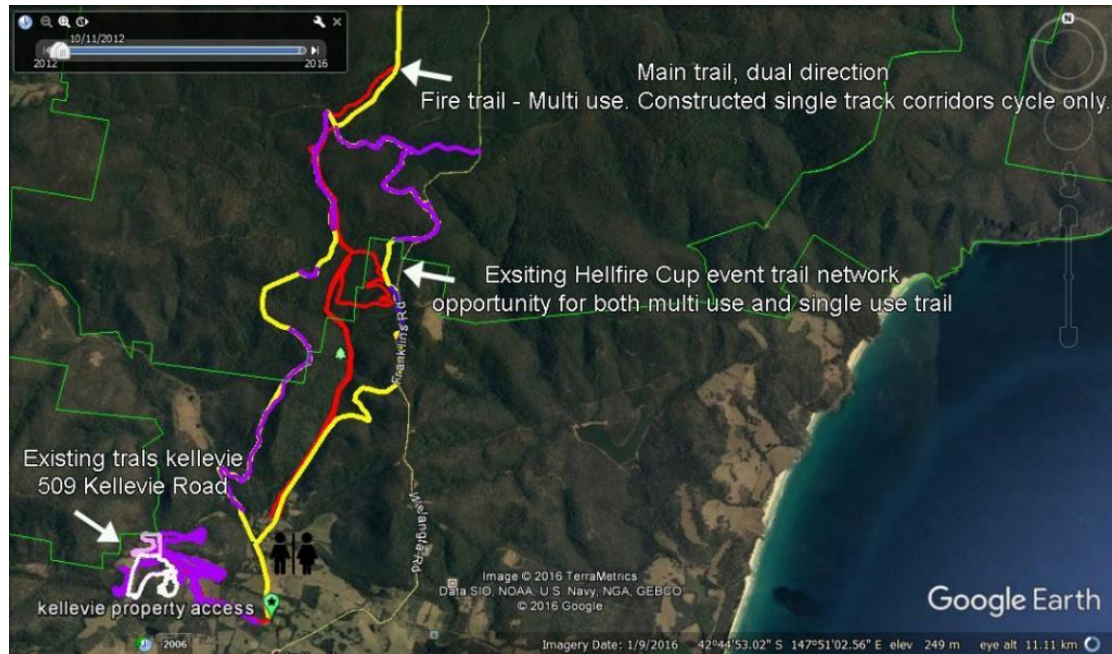 10/11/2012
2012
2016
N
Main trail, dual direction
Fire trail - Multi use. Constructed single track corridors cycle only.
Exsiting Hellfire Cup event trail network
opportunity for both multi use and single use trail
Franklins Rd
Existing trals kellevie
509 Kellevie Road
Wielangta Rd
kellevie property access
Image © 2016 TerraMetrics
Data SIO, NOAA, U.S. Navy, NGA, GEBCO
© 2016 Google
Google Earth
2006
Imagery Date: 1/9/2016 42°44'53.02" S 147°51'02.56" E elev 249 m eye alt 11.11 km